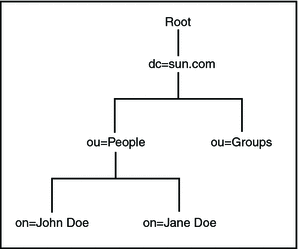 Root
dc=sun.com
ou=People
ou=Groups
on=John Doe
on=Jane Doe